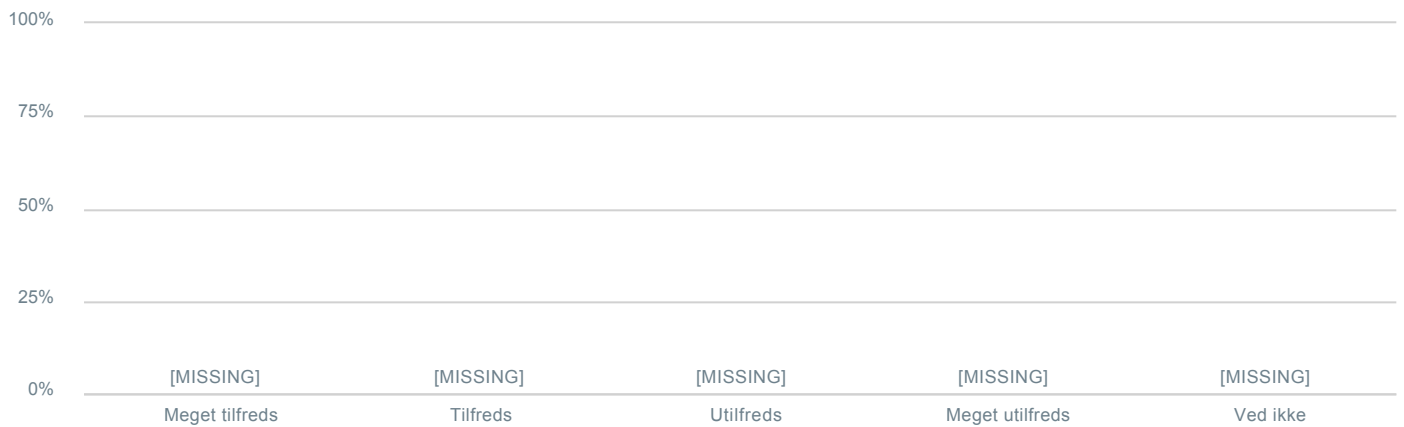 100%
75%
50%
25%
0%
[MISSING] [MISSING] [MISSING] [MISSING] [MISSING]
Meget tilfreds Tilfreds Utilfreds Meget utilfreds Ved ikke